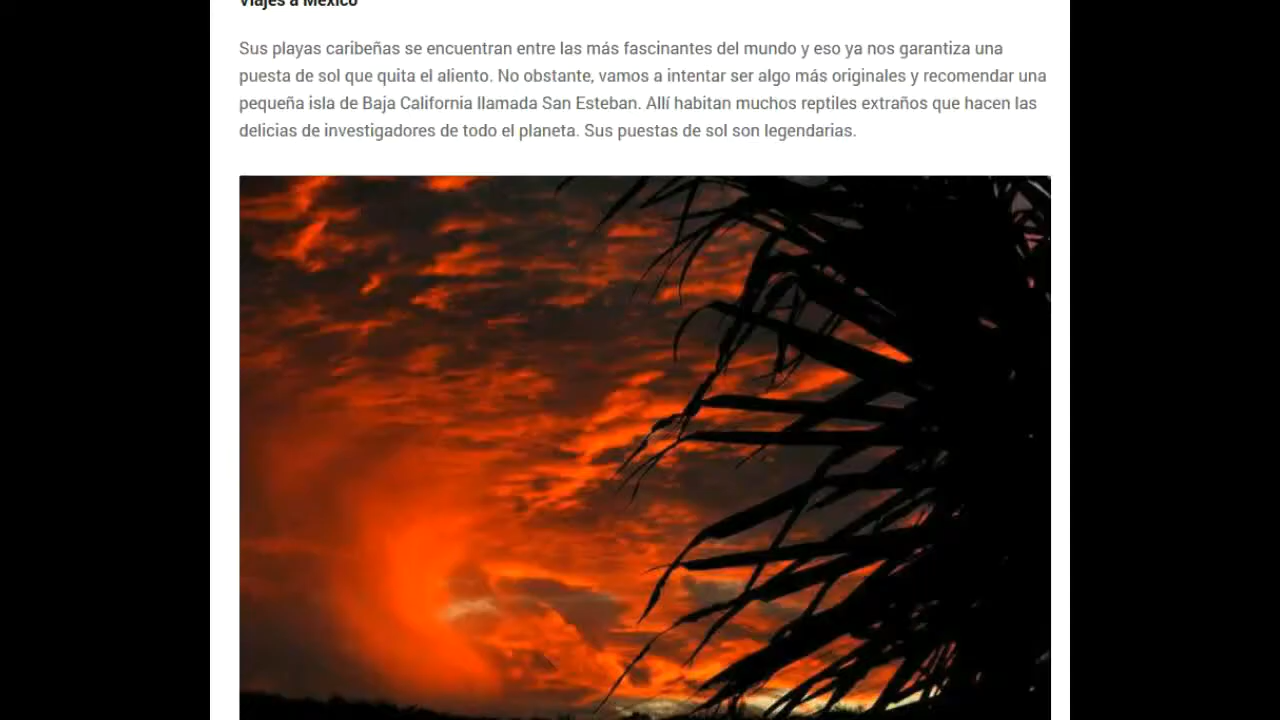 Viajes a México
Sus playas caribeñas se encuentran entre las más fascinantes del mundo y eso ya nos garantiza una
puesta de sol que quita el aliento. No obstante, vamos a intentar ser algo más originales y recomendar una
pequeña isla de Baja California llamada San Esteban. Allí habitan muchos reptiles extraños que hacen las
delicias de investigadores de todo el planeta. Sus puestas de sol son legendarias.